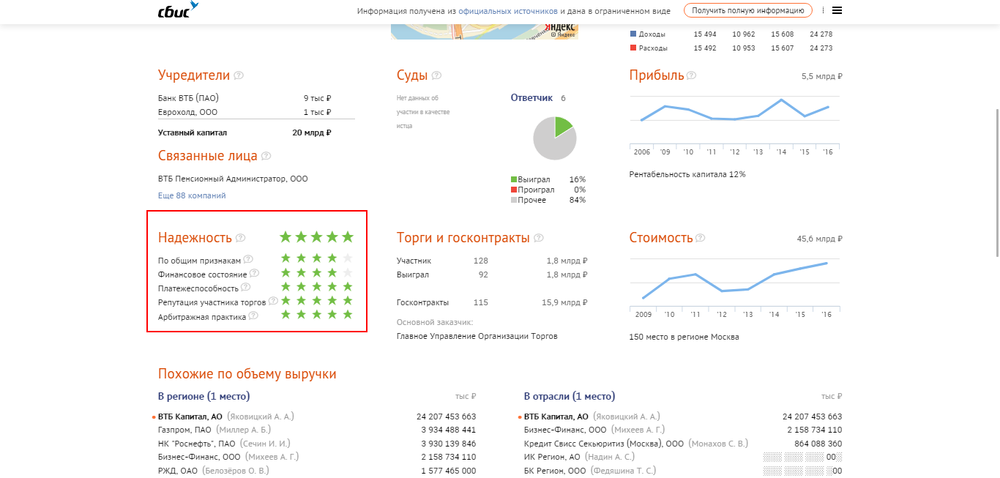 сбис
Информация получена из официальных источников и дана в ограниченном виде
Получить полную информацию
Яндекс
© Яндекс
Доходы 15 494 10 962 15 608 24 278
Расходы 15 492 10 953 15 607 24 273
Учредители ?
Банк ВТБ (ПАО) 9 тыс ₽
Еврохолд, ООО 1 тыс ₽
Уставный капитал 20 млрд ₽
Связанные лица ?
ВТБ Пенсионный Администратор, ООО
Еще 88 компаний
Суды ?
Нет данных об
участии в качестве
истца
Ответчик 6
Выиграл 16%
Проиграл 0%
Прочее 84%
Прибыль ? 5,5 млрд ₽
2006 '09 '10 '11 '12 '13 '14 '15 '16
Рентабельность капитала 12%
Надежность ?
По общим признакам ?
Финансовое состояние ?
Платежеспособность ?
Репутация участника торгов ?
Арбитражная практика ?
Торги и госконтракты ?
Участник 128 1,8 млрд ₽
Выиграл 92 1,8 млрд ₽
Госконтракты 115 15,9 млрд ₽
Основной заказчик:
Главное Управление Организации Торгов
Стоимость ? 45,6 млрд ₽
2009 '10 '11 '12 '13 '14 '15 '16
150 место в регионе Москва
Похожие по объему выручки
В регионе (1 место) тыс ₽
ВТБ Капитал, АО (Яковицкий А. А.) 24 207 453 663
Газпром, ПАО (Миллер А. Б.) 3 934 488 441
НК "Роснефть", ПАО (Сечин И. И.) 3 930 139 846
Бизнес-Финанс, ООО (Михеев А. Г.) 2 158 734 110
РЖД, ОАО (Белозёров О. В.) 1 577 465 000
В отрасли (1 место) тыс ₽
ВТБ Капитал, АО (Яковицкий А. А.) 24 207 453 663
Бизнес-Финанс, ООО (Михеев А. Г.) 2 158 734 110
Кредит Свисс Секьюритиз (Москва), ООО (Монахов С. В.) 864 088 360
ИК Регион, АО (Надин А. С.) 00
БК Регион, ООО (Федяшина Т. С.) 00